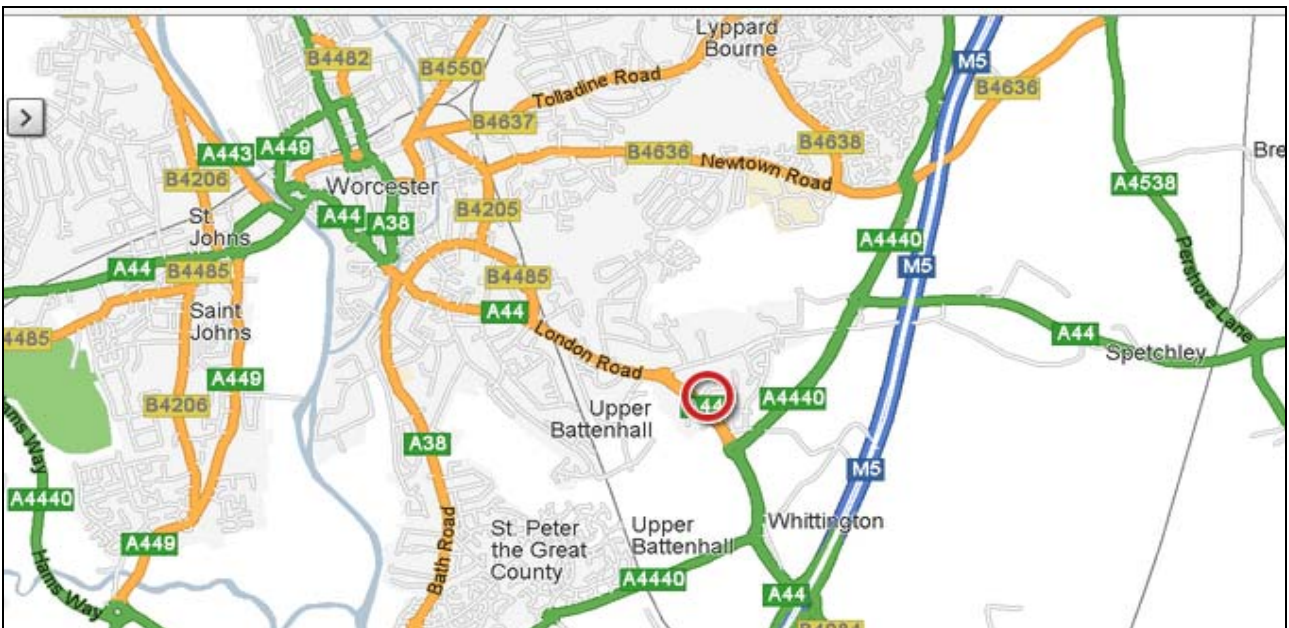 Lyppard
Bourne
B4482
B4550
M5
Tolladine Road
B4636
B4637
A443
A449
B4638
B4636
Newtown Road
Bre
B4206
Worcester
A4538
St.
Johns
A44
A38
B4205
A4440
M5
Pershore Lane
A44
B4485
B4485
Saint
Johns
4485
A44
London Road
A44
Spetchley
A449
B4206
A44
A4440
Upper
Battenhall
Hams Way
A38
M5
A4440
Bath Road
St. Peter
the Great
County
Upper
Battenhall
Whittington
A449
Hams Way
A4440
A44